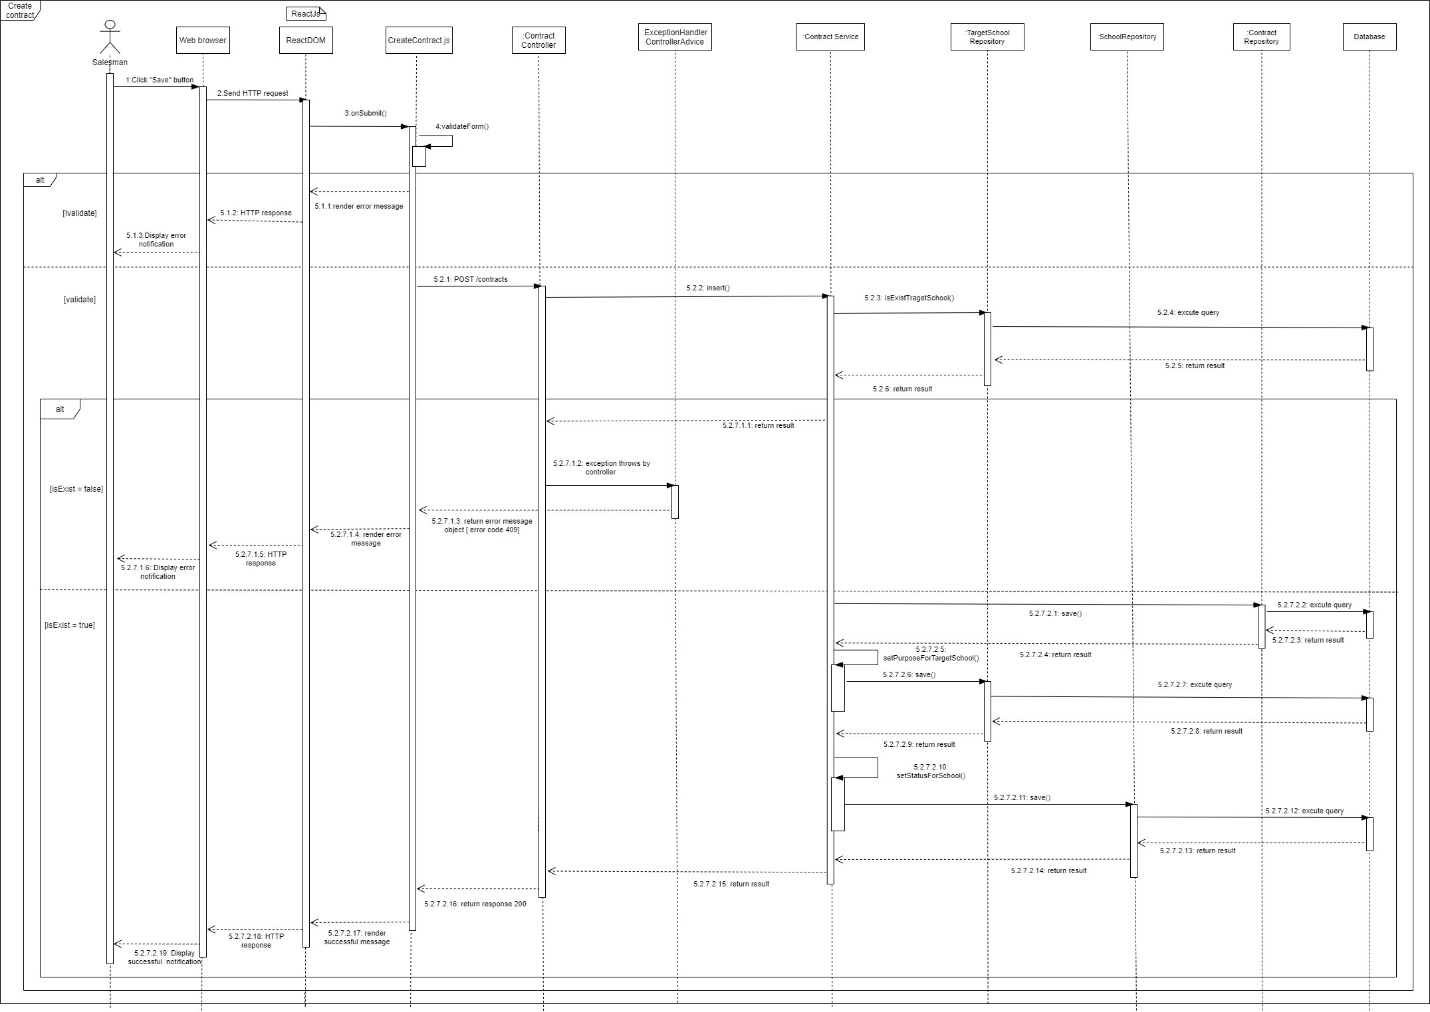 Create
contract
ReactJs
Salesman
Web browser
ReactDOM
CreateContract.js
:Contract
Controller
:ExceptionHandler
ControllerAdvice
:Contract Service
:TargetSchool
Repository
:SchoolRepository
:Contract
Repository
Database
1:Click "Save" button
2:Send HTTP request
3:onSubmit()
4:validateForm()
alt
[!validate]
5.1.1:render error message
5.1.2: HTTP response
5.1.3:Display error
notification
[validate]
5.2.1: POST /contracts
5.2.2: insert()
5.2.3: isExistTragetSchool()
5.2.4: excute query
5.2.5: return result
5.2.6: return result
alt
[isExist = false]
5.2.7.1.1: return result
5.2.7.1.2: exception throws by
controller
5.2.7.1.3: return error message
object [ error code 409]
5.2.7.1.4: render error
message
5.2.7.1.5: HTTP
response
5.2.7.1.6: Display error
notification
[isExist = true]
5.2.7.2.1: save()
5.2.7.2.2: excute query
5.2.7.2.3: return result
5.2.7.2.4: return result
5.2.7.2.5:
setPurposeForTargetSchool()
5.2.7.2.6: save()
5.2.7.2.7: excute query
5.2.7.2.8: return result
5.2.7.2.9: return result
5.2.7.2.10:
setStatusForSchool()
5.2.7.2.11: save()
5.2.7.2.12: excute query
5.2.7.2.13: return result
5.2.7.2.14: return result
5.2.7.2.15: return result
5.2.7.2.16: return response 200
5.2.7.2.17: render
successful message
5.2.7.2.18: HTTP
response
5.2.7.2.19: Display
successful notification